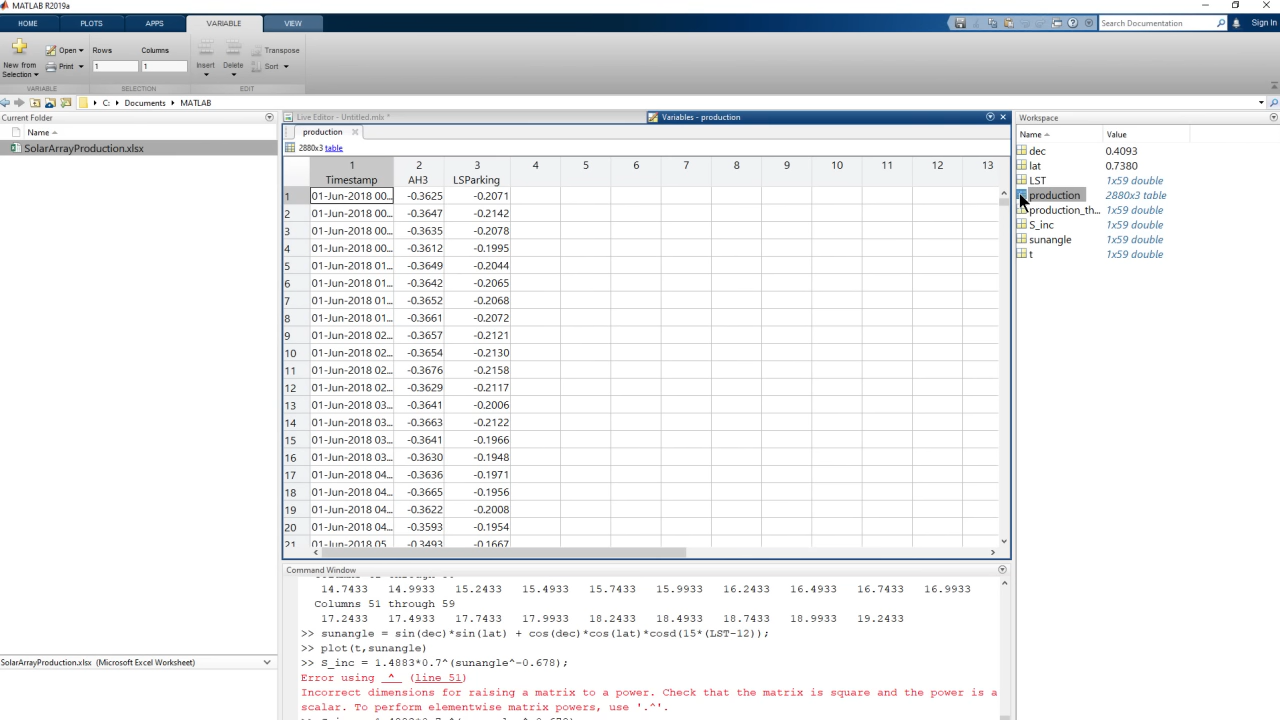 MATLAB R2019a
HOME PLOTS APPS VARIABLE VIEW Search Documentation Sign In
New from Selection Open Print Rows Columns 1 1 Insert Delete Transpose Sort
VARIABLE SELECTION EDIT
C: Documents MATLAB
Current Folder
Name
SolarArrayProduction.xlsx
SolarArrayProduction.xlsx (Microsoft Excel Worksheet)
Live Editor - Untitled.mlx * Variables - production
production
2880x3 table
1 2 3 4 5 6 7 8 9 10 11 12 13
Timestamp AH3 LSParking
1 01-Jun-2018 00... -0.3625 -0.2071
2 01-Jun-2018 00... -0.3647 -0.2142
3 01-Jun-2018 00... -0.3635 -0.2078
4 01-Jun-2018 00... -0.3612 -0.1995
5 01-Jun-2018 01... -0.3649 -0.2044
6 01-Jun-2018 01... -0.3642 -0.2065
7 01-Jun-2018 01... -0.3652 -0.2068
8 01-Jun-2018 01... -0.3661 -0.2072
9 01-Jun-2018 02... -0.3657 -0.2121
10 01-Jun-2018 02... -0.3654 -0.2130
11 01-Jun-2018 02... -0.3676 -0.2158
12 01-Jun-2018 02... -0.3629 -0.2117
13 01-Jun-2018 03... -0.3641 -0.2006
14 01-Jun-2018 03... -0.3663 -0.2122
15 01-Jun-2018 03... -0.3641 -0.1966
16 01-Jun-2018 03... -0.3630 -0.1948
17 01-Jun-2018 04... -0.3636 -0.1971
18 01-Jun-2018 04... -0.3665 -0.1956
19 01-Jun-2018 04... -0.3622 -0.2008
20 01-Jun-2018 04... -0.3593 -0.1954
21 01-Jun-2018 05... -0.3493 -0.1667
Command Window
14.7433 14.9933 15.2433 15.4933 15.7433 15.9933 16.2433 16.4933 16.7433 16.9933
Columns 51 through 59
17.2433 17.4933 17.7433 17.9933 18.2433 18.4933 18.7433 18.9933 19.2433
>> sunangle = sin(dec)*sin(lat) + cos(dec)*cos(lat)*cosd(15*(LST-12));
>> plot(t,sunangle)
>> S_inc = 1.4883*0.7^(sunangle^-0.678);
Error using ^ (line 51)
Incorrect dimensions for raising a matrix to a power. Check that the matrix is square and the power is a
scalar. To perform elementwise matrix powers, use '.^'.
Workspace
Name Value
dec 0.4093
lat 0.7380
LST 1x59 double
production 2880x3 table
production_th... 1x59 double
S_inc 1x59 double
sunangle 1x59 double
t 1x59 double